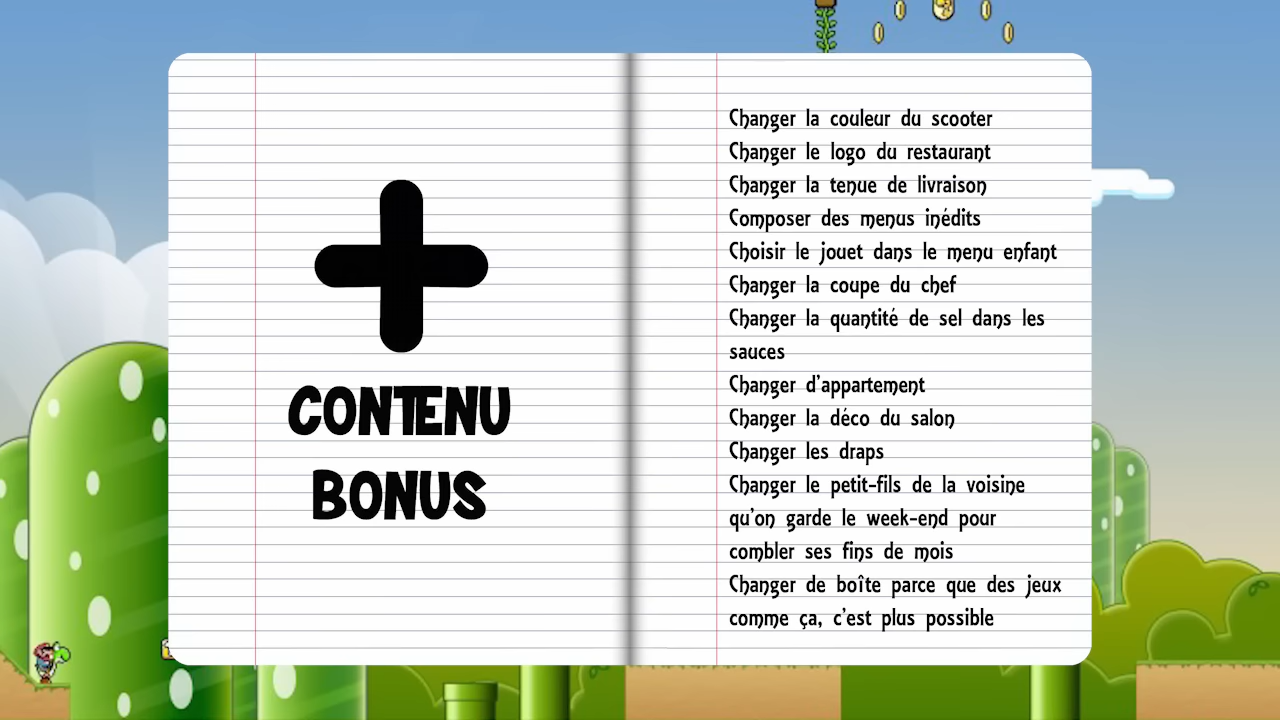 CONTENU
BONUS
Changer la couleur du scooter
Changer le logo du restaurant
Changer la tenue de livraison
Composer des menus inédits
Choisir le jouet dans le menu enfant
Changer la coupe du chef
Changer la quantité de sel dans les
sauces
Changer d'appartement
Changer la déco du salon
Changer les draps
Changer le petit-fils de la voisine
qu'on garde le week-end pour
combler ses fins de mois
Changer de boîte parce que des jeux
comme ça, c'est plus possible